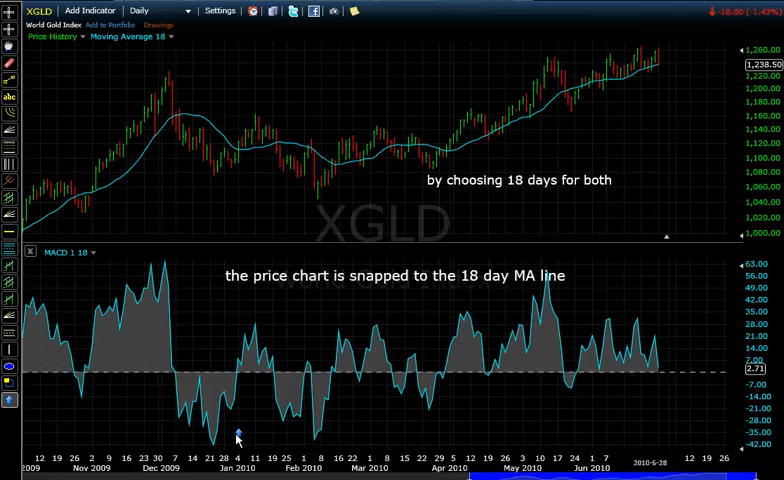 XGLD Add Indicator Daily Settings -18.00 (-1.43%)
World Gold Index Add to Portfolio Drawings
Price History Moving Average 18
1,260.00
1,238.50
1,220.00
1,200.00
1,180.00
1,160.00
1,140.00
1,120.00
1,100.00
1,080.00
1,060.00
1,040.00
1,020.00
1,000.00
abc
by choosing 18 days for both
XGLD
MACD 1 18
the price chart is snapped to the 18 day MA line
World Gold Index
63.00
56.00
49.00
42.00
35.00
28.00
21.00
14.00
7.00
2.71
-7.00
-14.00
-21.00
-28.00
-35.00
-42.00
12 19 26 2 9 16 23 30 7 14 21 28 4 11 19 25 1 8 16 22 1 8 15 22 29 5 12 19 26 3 10 17 24 1 7 2010-6-28 12 19 26
2009 Nov 2009 Dec 2009 Jan 2010 Feb 2010 Mar 2010 Apr 2010 May 2010 Jun 2010